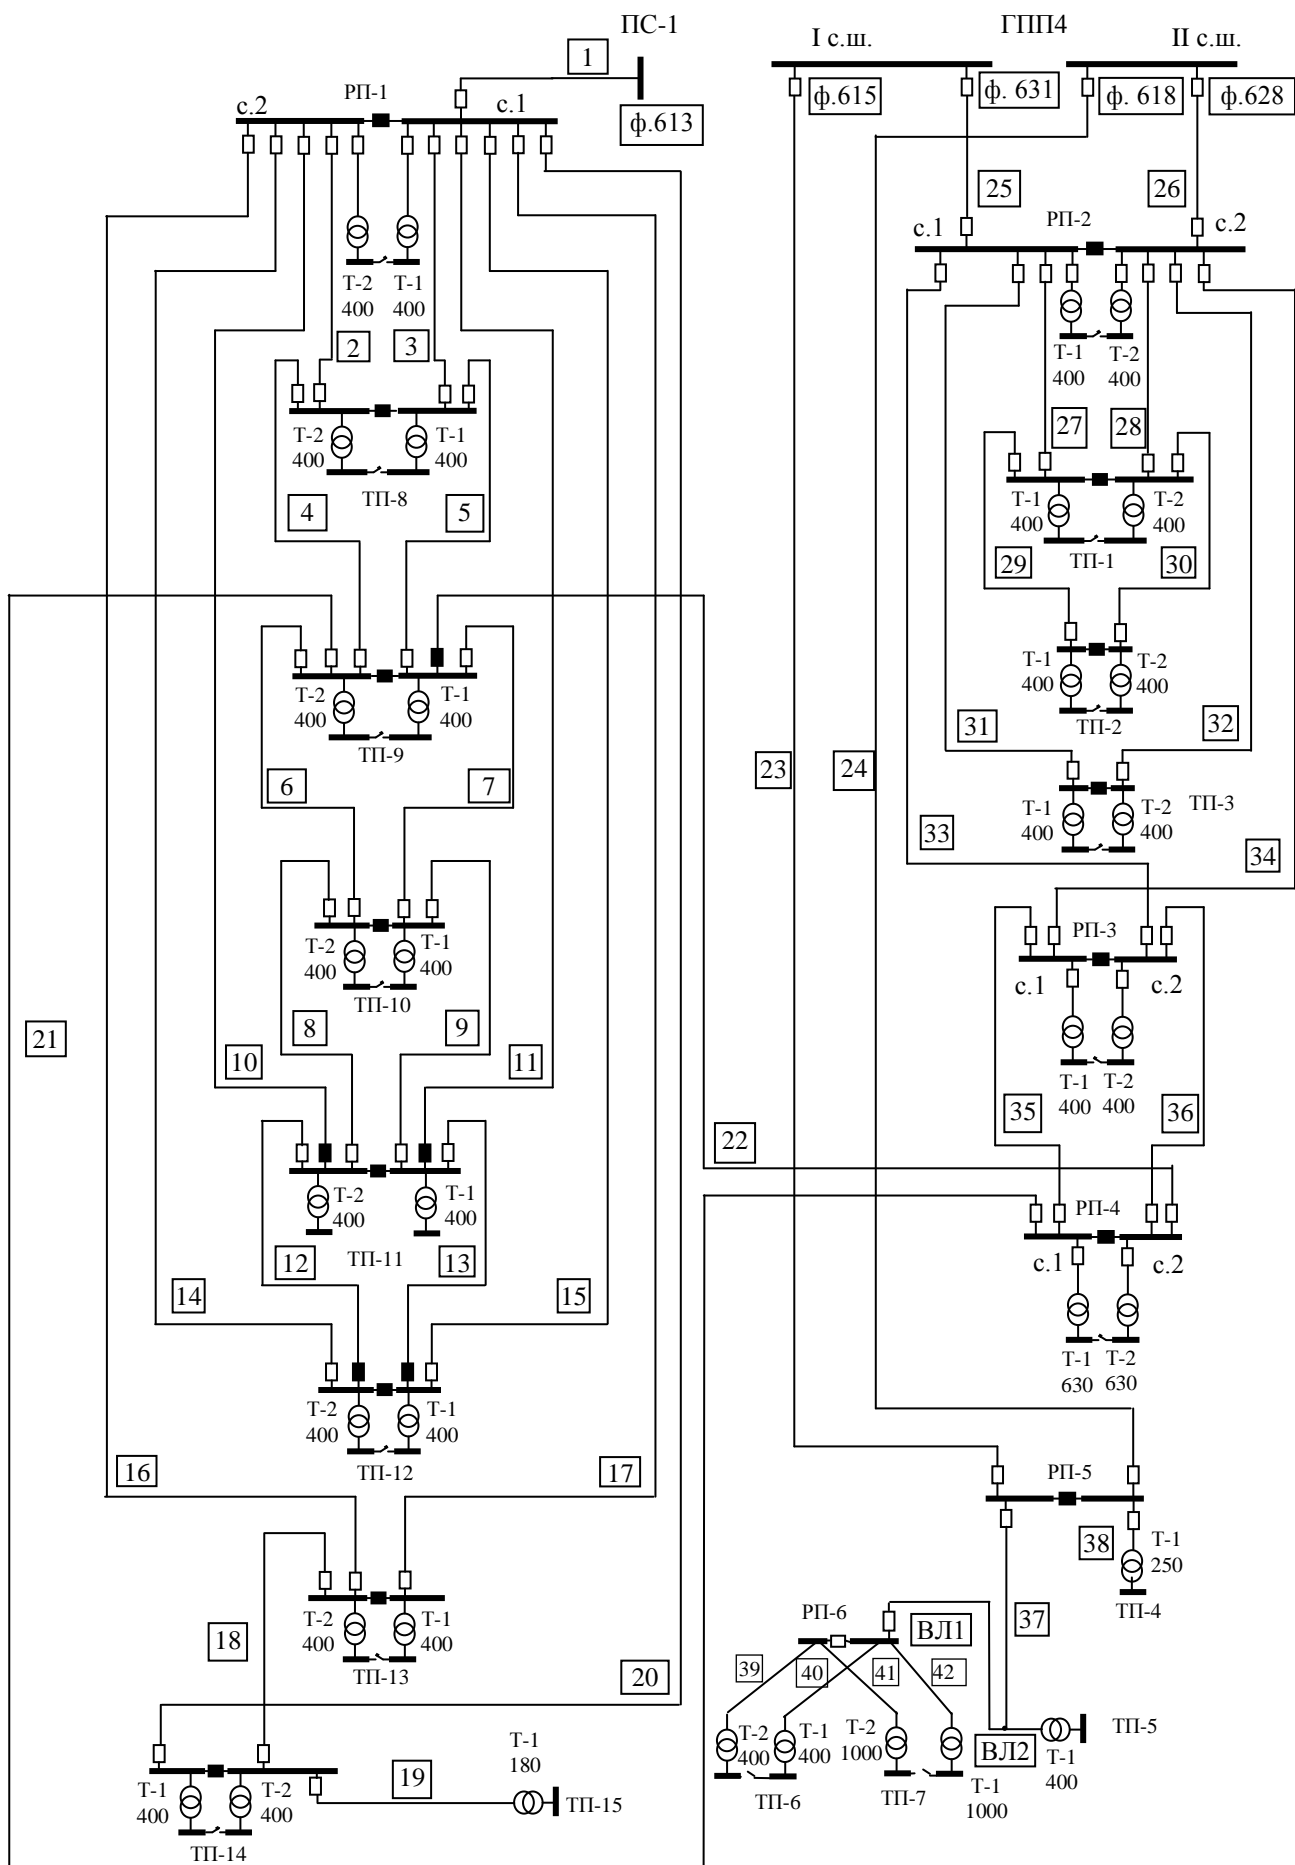 ПС-1
ГПП4
I с.ш.
II с.ш.
1
РП-1
с.2
с.1
ф.613
ф.615
ф. 631
ф. 618
ф.628
25
26
РП-2
с.1
с.2
Т-2
400
Т-1
400
2
3
Т-1
400
Т-2
400
27
28
Т-2
400
Т-1
400
ТП-8
4
5
Т-1
400
Т-2
400
ТП-1
29
30
Т-2
400
Т-1
400
ТП-9
Т-1
400
Т-2
400
ТП-2
31
32
6
7
23
24
Т-1
400
Т-2
400
ТП-3
33
34
Т-2
400
Т-1
400
ТП-10
РП-3
с.1
с.2
8
9
21
10
11
Т-1
400
Т-2
400
35
36
22
Т-2
400
Т-1
400
ТП-11
12
13
РП-4
с.1
с.2
14
15
Т-1
630
Т-2
630
Т-2
400
Т-1
400
ТП-12
16
17
РП-5
38
Т-1
250
ТП-4
37
Т-2
400
Т-1
400
ТП-13
18
20
РП-6
ВЛ1
39
40
41
42
Т-2
400
Т-1
400
Т-2
1000
ТП-5
ВЛ2
Т-1
400
ТП-6
ТП-7
Т-1
1000
Т-1
180
19
ТП-15
Т-1
400
Т-2
400
ТП-14